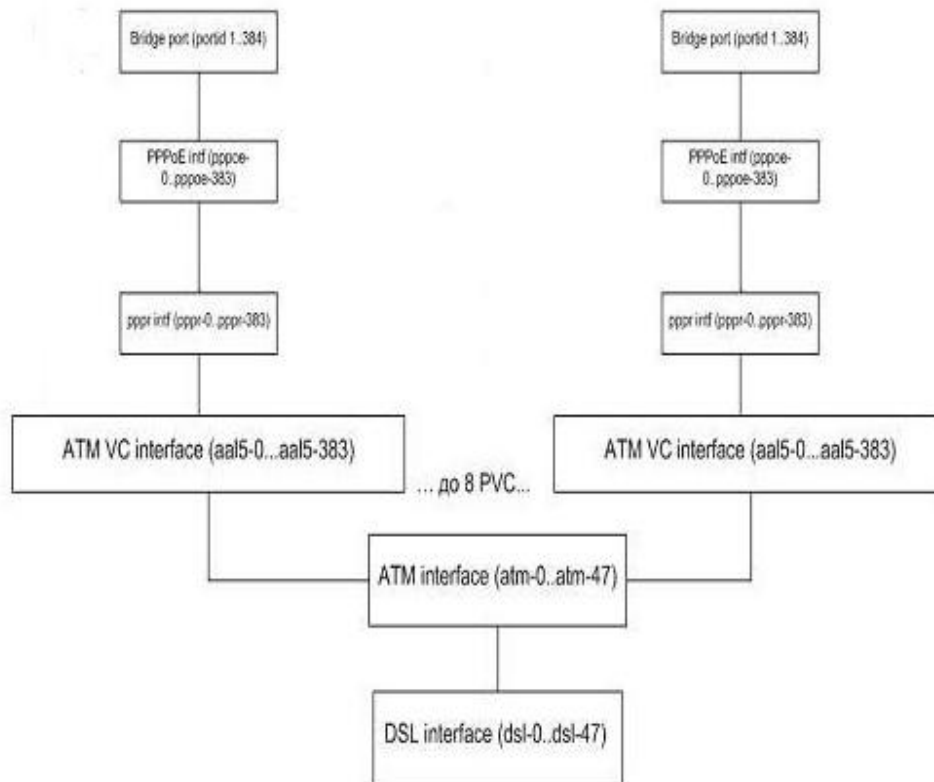 Bridge port (portid 1..384)
Bridge port (portid 1..384)
PPPoE intf (pppoe-
0..pppoe-383)
PPPoE intf (pppoe-
0..pppoe-383)
pppr intf (pppr-0..pppr-383)
pppr intf (pppr-0..pppr-383)
ATM VC interface (aal5-0...aal5-383)
ATM VC interface (aal5-0...aal5-383)
... до 8 PVC...
ATM interface (atm-0..atm-47)
DSL interface (dsl-0..dsl-47)